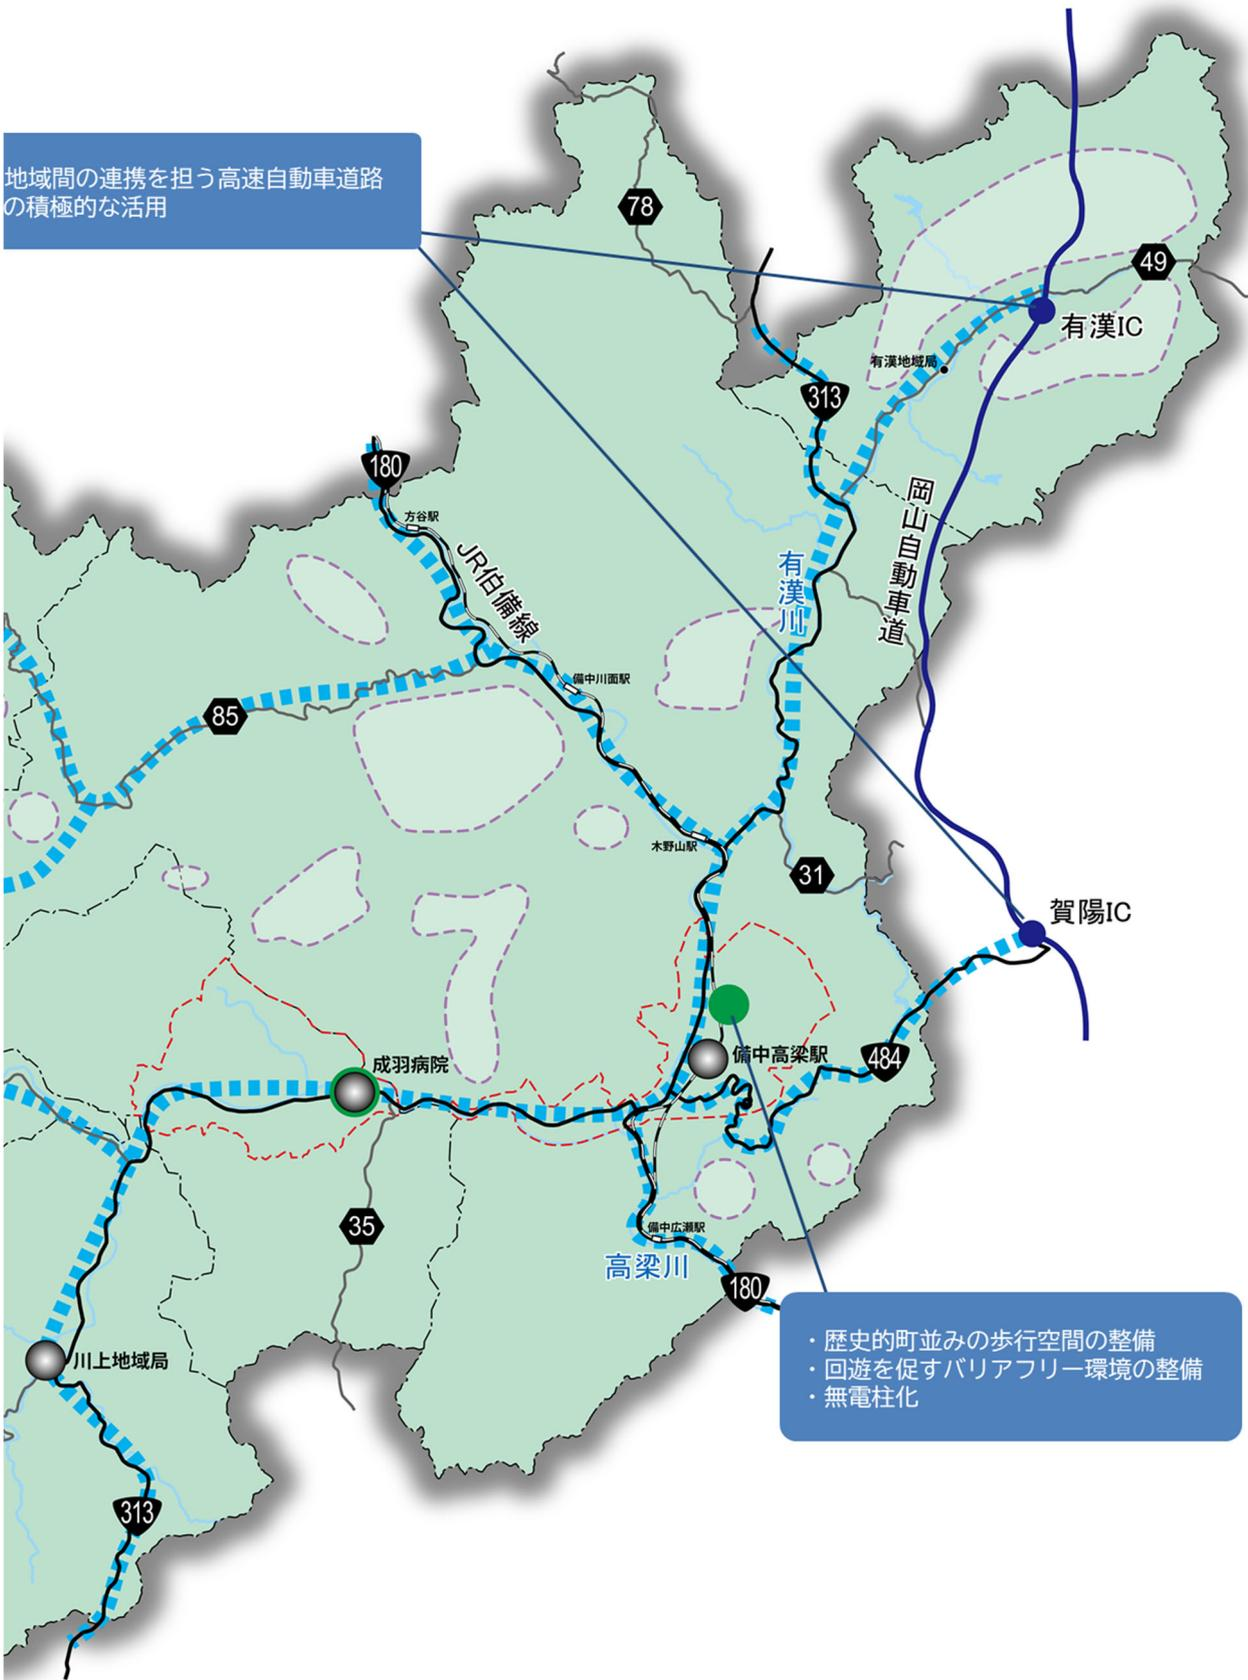 地域間の連携を担う高速自動車道路
の積極的な活用
78
49
有漢IC
有漢地域局
313
180
方谷駅
JR伯備線
岡山自動車道
有漢川
備中川面駅
85
木野山駅
31
賀陽IC
備中高梁駅
484
成羽病院
35
備中広瀬駅
高梁川
180
・歴史的町並みの歩行空間の整備
・回遊を促すバリアフリー環境の整備
・無電柱化
川上地域局
313